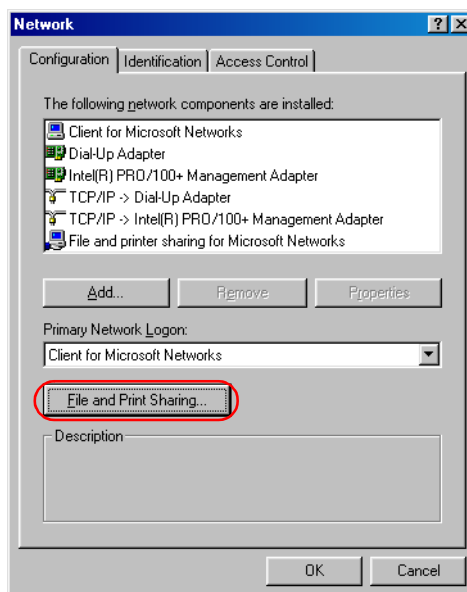 Network
Configuration Identification Access Control
The following network components are installed:
Client for Microsoft Networks
Dial-Up Adapter
Intel(R) PRO/100+ Management Adapter
TCP/IP -> Dial-Up Adapter
TCP/IP -> Intel(R) PRO/100+ Management Adapter
File and printer sharing for Microsoft Networks
Add... Remove Properties
Primary Network Logon:
Client for Microsoft Networks
File and Print Sharing...
Description
OK Cancel